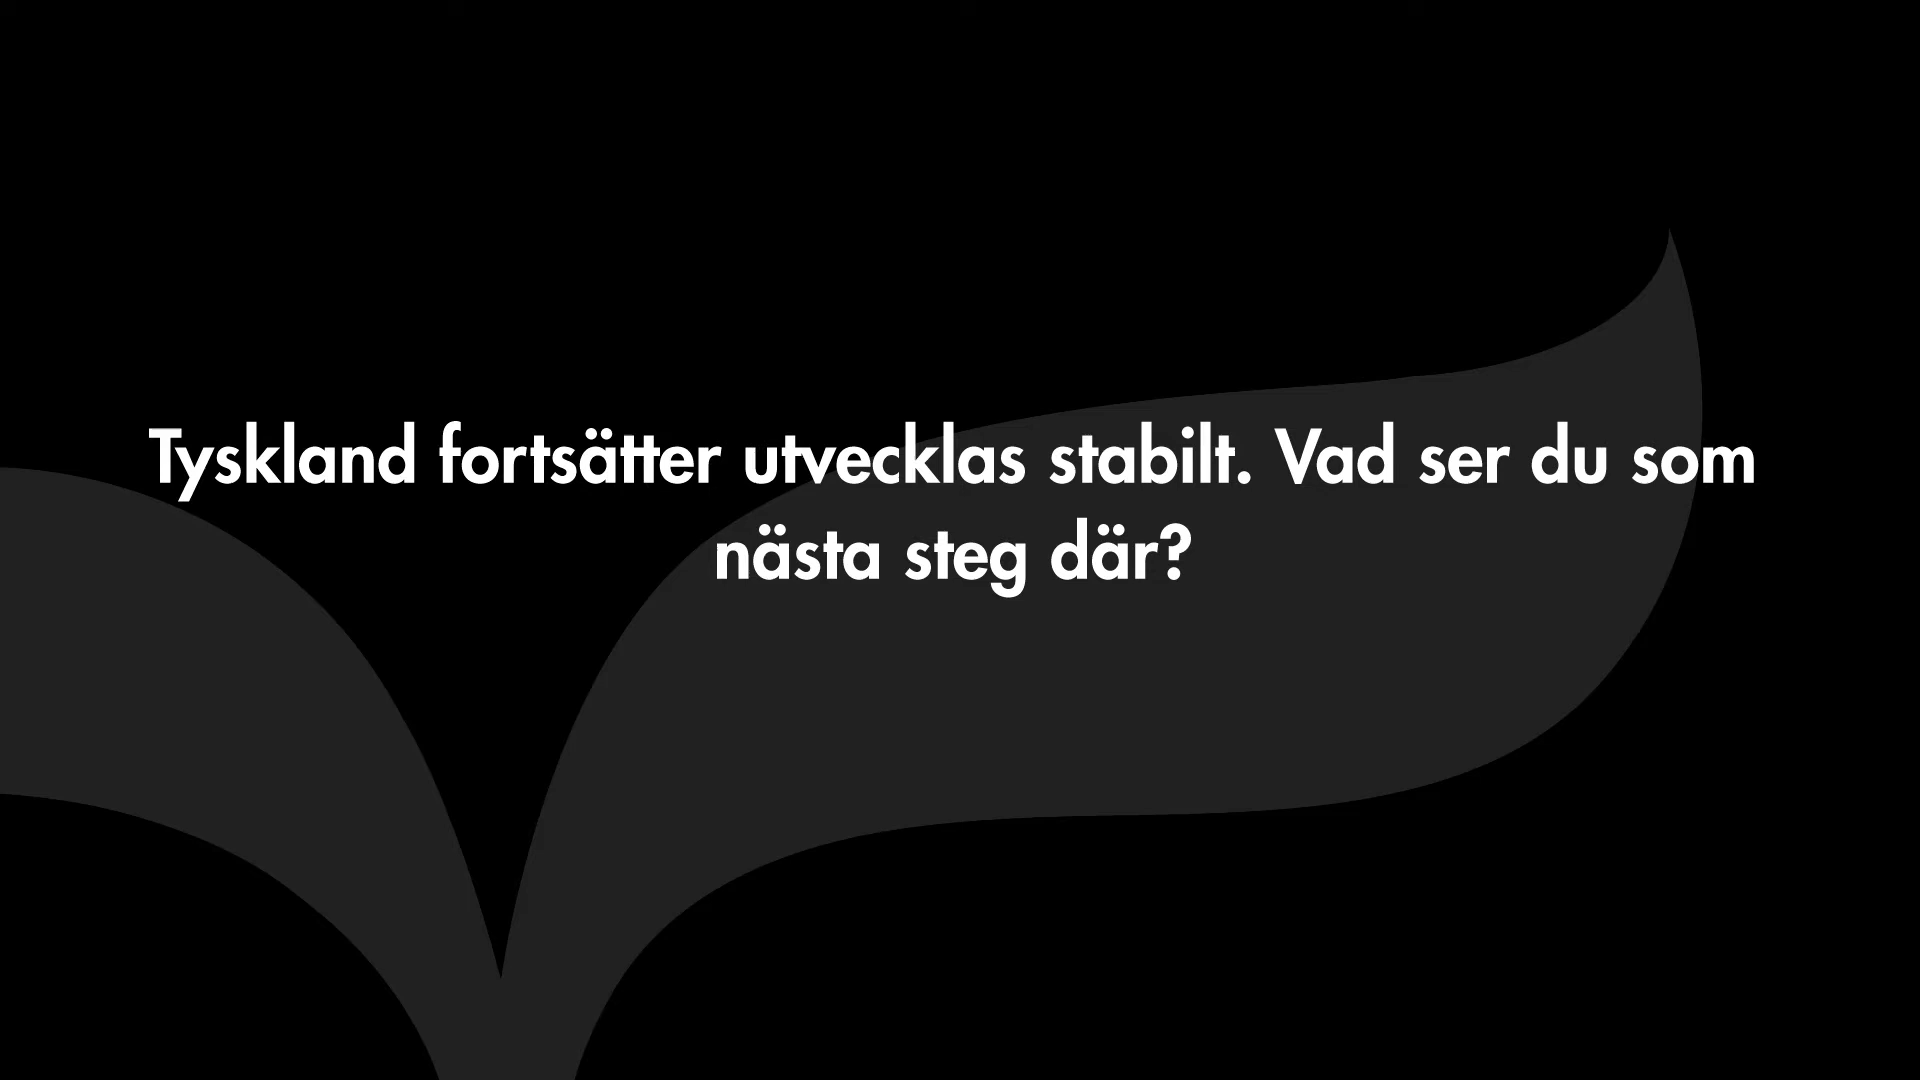 Tyskland fortsätter utvecklas stabilt. Vad ser du som
nästa steg där?